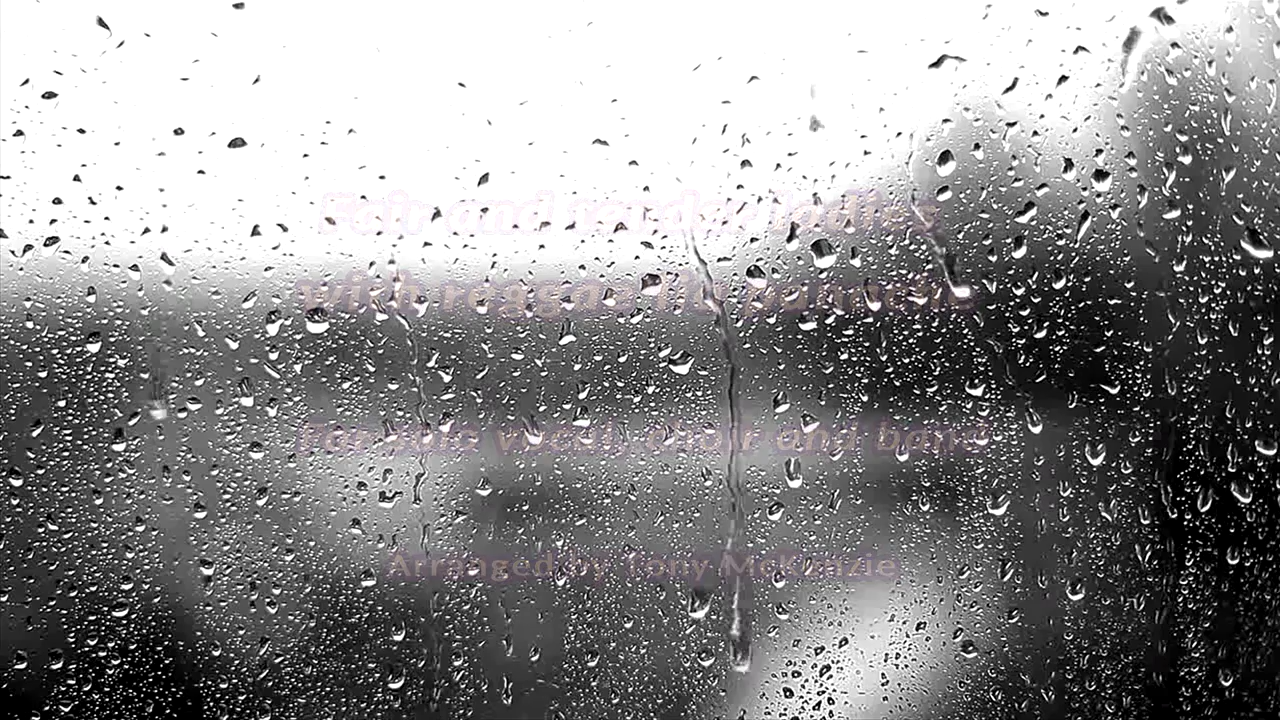 Fair and tender ladies
with reggae
For solo vocal, choir and band
Arranged by Tony McKenzie